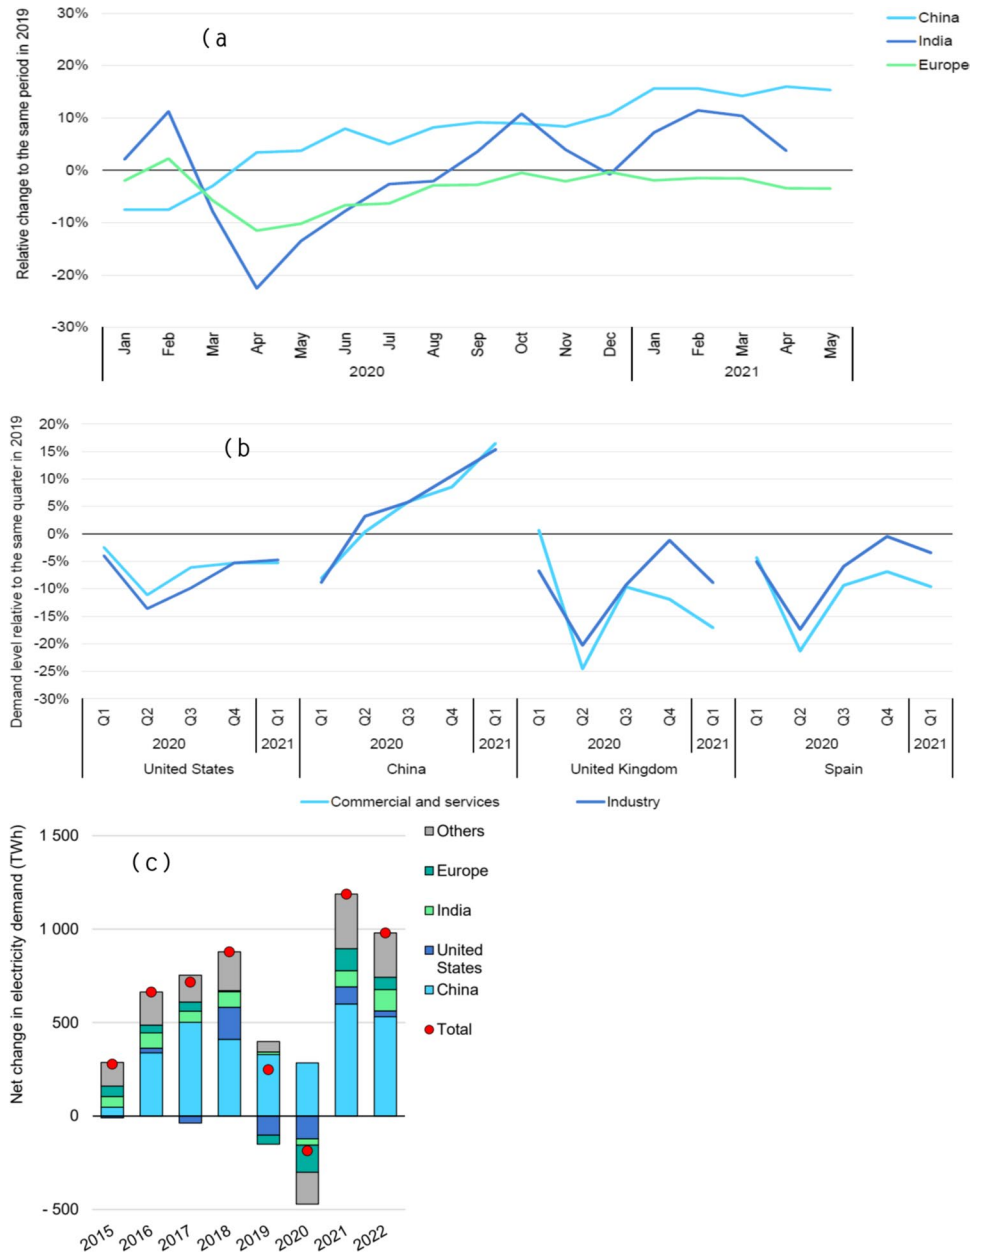 Relative change to the same period in 2019
30%
20%
10%
0%
-10%
-20%
-30%
(a
China
India
Europe
Jan Feb Mar Apr May Jun Jul Aug Sep Oct Nov Dec Jan Feb Mar Apr May
2020 2021
Demand level relative to the same quarter in 2019
20%
15%
10%
5%
0%
-5%
-10%
-15%
-20%
-25%
-30%
(b
Q1 Q2 Q3 Q4 Q1 Q1 Q2 Q3 Q4 Q1 Q1 Q2 Q3 Q4 Q1 Q1 Q2 Q3 Q4 Q1
2020 2021 2020 2021 2020 2021 2020 2021
United States China United Kingdom Spain
Commercial and services Industry
Net change in electricity demand (TWh)
1 500
1 000
500
0
- 500
(c)
Others
Europe
India
United
States
China
Total
2015 2016 2017 2018 2019 2020 2021 2022